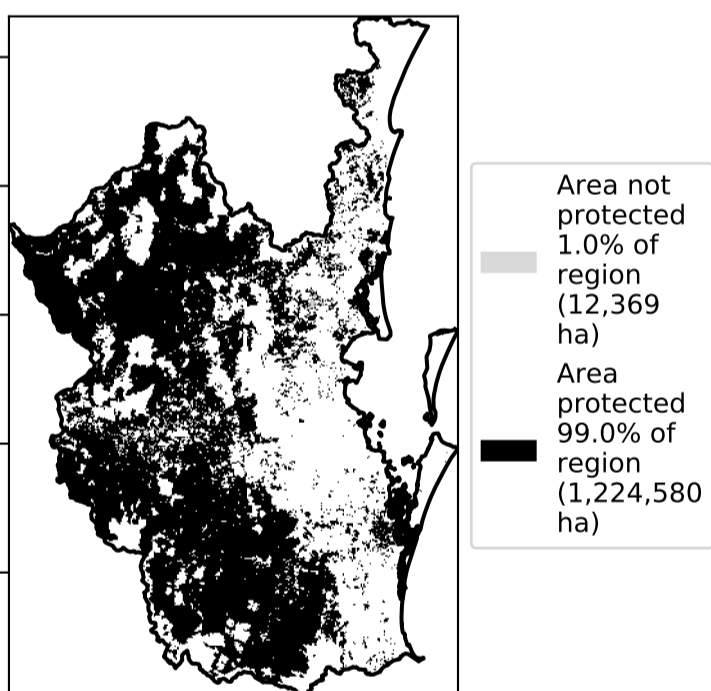 Area not
protected
1.0% of
region
(12,369
ha)
Area
protected
99.0% of
region
(1,224,580
ha)